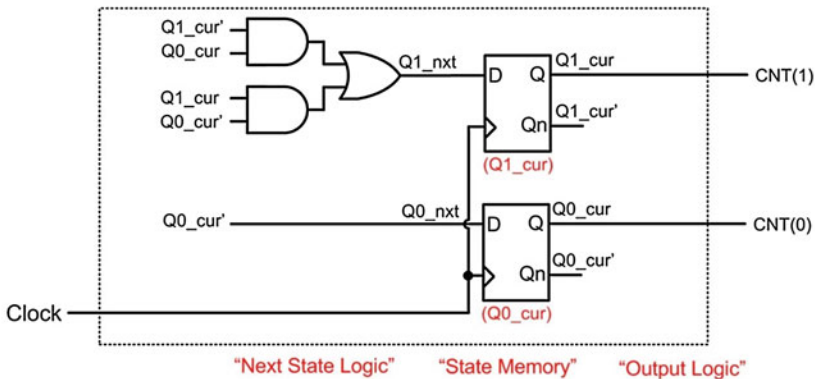 Q1_cur'
Q0_cur
Q1_cur
Q0_cur'
Q1_nxt
D
Q
Qn
Q1_cur
Q1_cur'
(Q1_cur)
CNT(1)
Q0_cur'
Q0_nxt
D
Q
Qn
Q0_cur
Q0_cur'
(Q0_cur)
CNT(0)
Clock
"Next State Logic" "State Memory" "Output Logic"